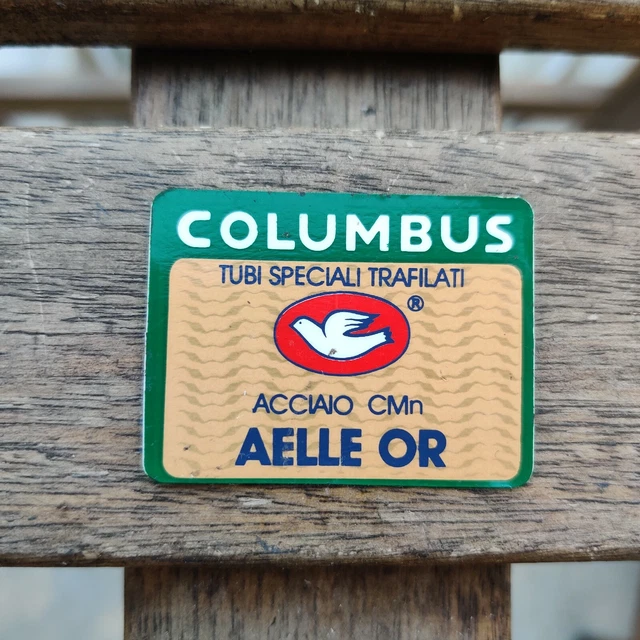 COLUMBUS
TUBI SPECIALI TRAFILATI
®
ACCIAIO CMn
AELLE OR